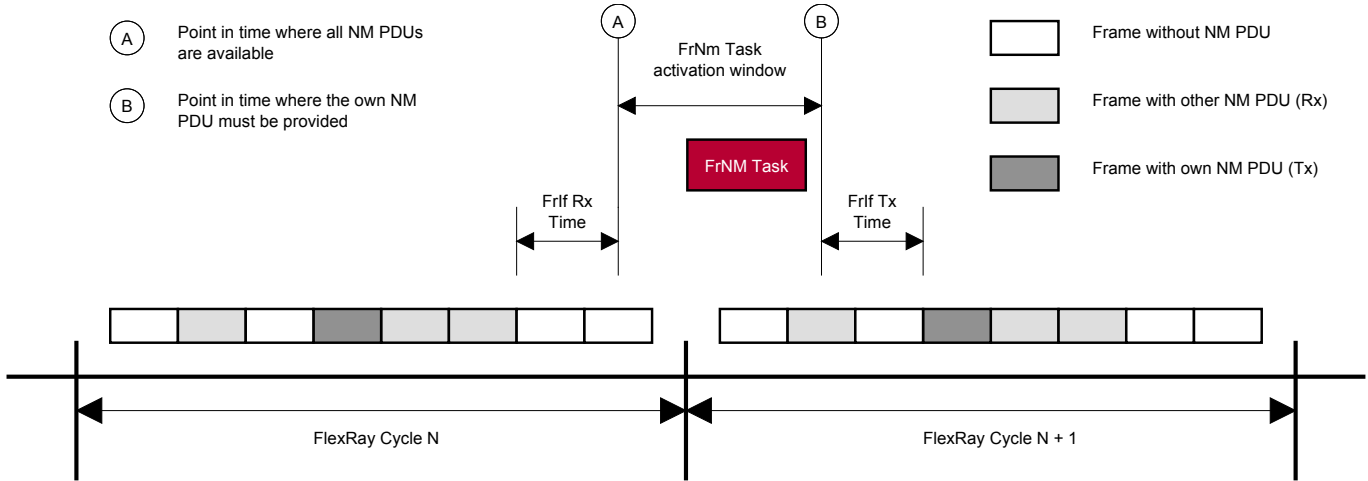 A
Point in time where all NM PDUs
are available
B
Point in time where the own NM
PDU must be provided
A
B
FrNm Task
activation window
FrNM Task
FrIf Rx
Time
FrIf Tx
Time
Frame without NM PDU
Frame with other NM PDU (Rx)
Frame with own NM PDU (Tx)
FlexRay Cycle N
FlexRay Cycle N + 1